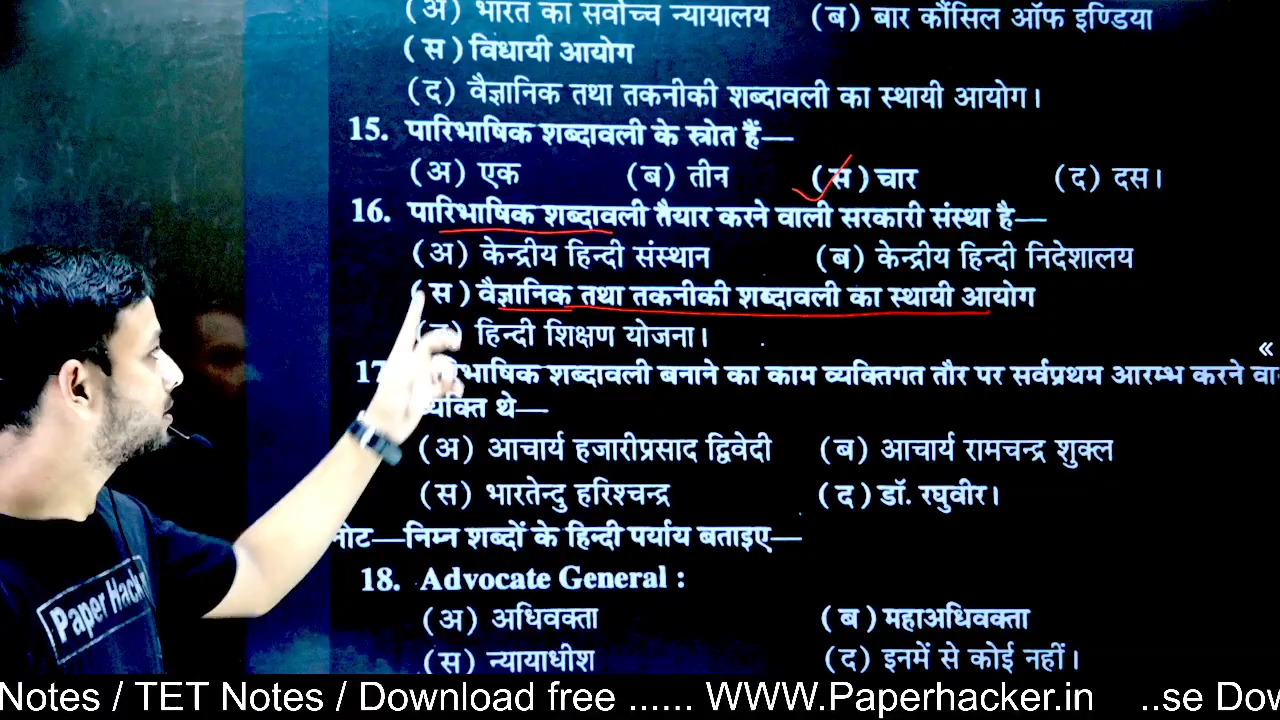 (अ) भारत का सर्वोच्च न्यायालय (ब) बार कौंसिल ऑफ इण्डिया
(स) विधायी आयोग
(द) वैज्ञानिक तथा तकनीकी शब्दावली का स्थायी आयोग।
15. पारिभाषिक शब्दावली के स्त्रोत हैं—
(अ) एक (ब) तीन (स) चार (द) दस।
16. पारिभाषिक शब्दावली तैयार करने वाली सरकारी संस्था है—
(अ) केन्द्रीय हिन्दी संस्थान (ब) केन्द्रीय हिन्दी निदेशालय
(स) वैज्ञानिक तथा तकनीकी शब्दावली का स्थायी आयोग
हिन्दी शिक्षण योजना।
«
शब्दावली बनाने का काम व्यक्तिगत तौर पर सर्वप्रथम आरम्भ करने
व्यक्ति थे—
(अ) आचार्य हजारीप्रसाद द्विवेदी (ब) आचार्य रामचन्द्र शुक्ल
(स) भारतेन्दु हरिश्चन्द्र (द) डॉ. रघुवीर।
नोट—निम्न शब्दों के हिन्दी पर्याय बताइए—
18. Advocate General :
(अ) अधिवक्ता (ब) महाअधिवक्ता
(स) न्यायाधीश (द) इनमें से कोई नहीं।
Paper Hack
Notes / TET Notes / Download free ...... WWW.Paperhacker.in ..se Dow